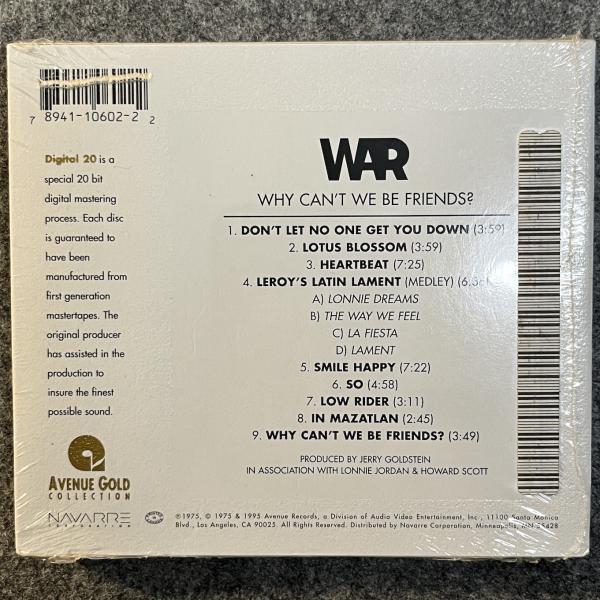 7 89411-10602-2 2
Digital 20 is a
special 20 bit
digital mastering
process. Each disc
is guaranteed to
have been
manufactured from
first generation
mastertapes. The
original producer
has assisted in the
production to
insure the finest
possible sound.
AVENUE GOLD
COLLECTION
NAVARRE
CORPORATION
WAR
WHY CAN'T WE BE FRIENDS?
1. DON'T LET NO ONE GET YOU DOWN (3:59)
2. LOTUS BLOSSOM (3:59)
3. HEARTBEAT (7:25)
4. LEROY'S LATIN LAMENT (MEDLEY)
A) LONNIE DREAMS
B) THE WAY WE FEEL
C) LA FIESTA
D) LAMENT
5. SMILE HAPPY (7:22)
6. SO (4:58)
7. LOW RIDER (3:11)
8. IN MAZATLAN (2:45)
9. WHY CAN'T WE BE FRIENDS? (3:49)
PRODUCED BY JERRY GOLDSTEIN
IN ASSOCIATION WITH LONNIE JORDAN & HOWARD SCOTT
℗1975, © 1975 & 1995 Avenue Records, a Division of Audio Video Entertainment, Inc., 11100 Santa Monica
Blvd., Los Angeles, CA 90025. All Rights Reserved. Distributed by Navarre Corporation, Minneapolis, MN 55428